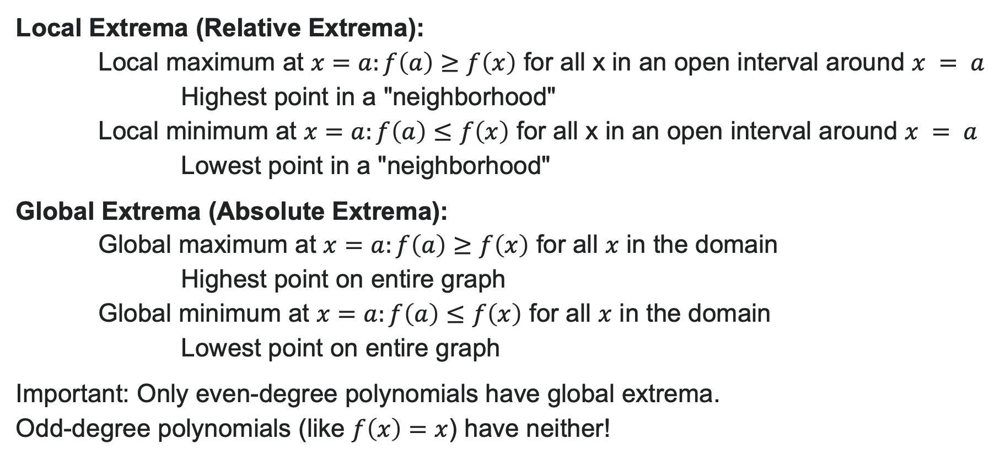 Local Extrema (Relative Extrema):
Local maximum at x = a: f(a) ≥ f(x) for all x in an open interval around x = a
Highest point in a "neighborhood"
Local minimum at x = a: f(a) ≤ f(x) for all x in an open interval around x = a
Lowest point in a "neighborhood"
Global Extrema (Absolute Extrema):
Global maximum at x = a: f(a) ≥ f(x) for all x in the domain
Highest point on entire graph
Global minimum at x = a: f(a) ≤ f(x) for all x in the domain
Lowest point on entire graph
Important: Only even-degree polynomials have global extrema.
Odd-degree polynomials (like f(x) = x) have neither!